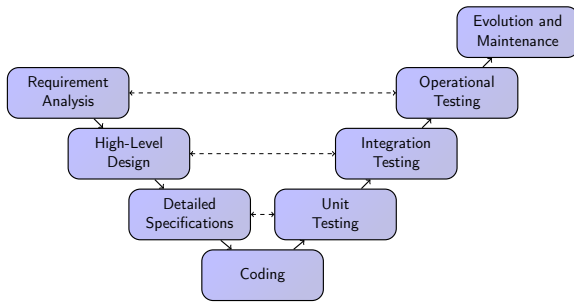 Evolution and
Maintenance
Requirement
Analysis
Operational
Testing
High-Level
Design
Integration
Testing
Detailed
Specifications
Unit
Testing
Coding